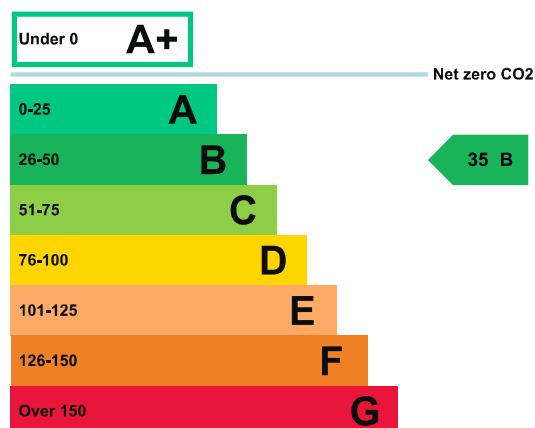 Under 0 A+
Net zero CO2
0-25 A
26-50 B
35 B
51-75 C
76-100 D
101-125 E
126-150 F
Over 150 G